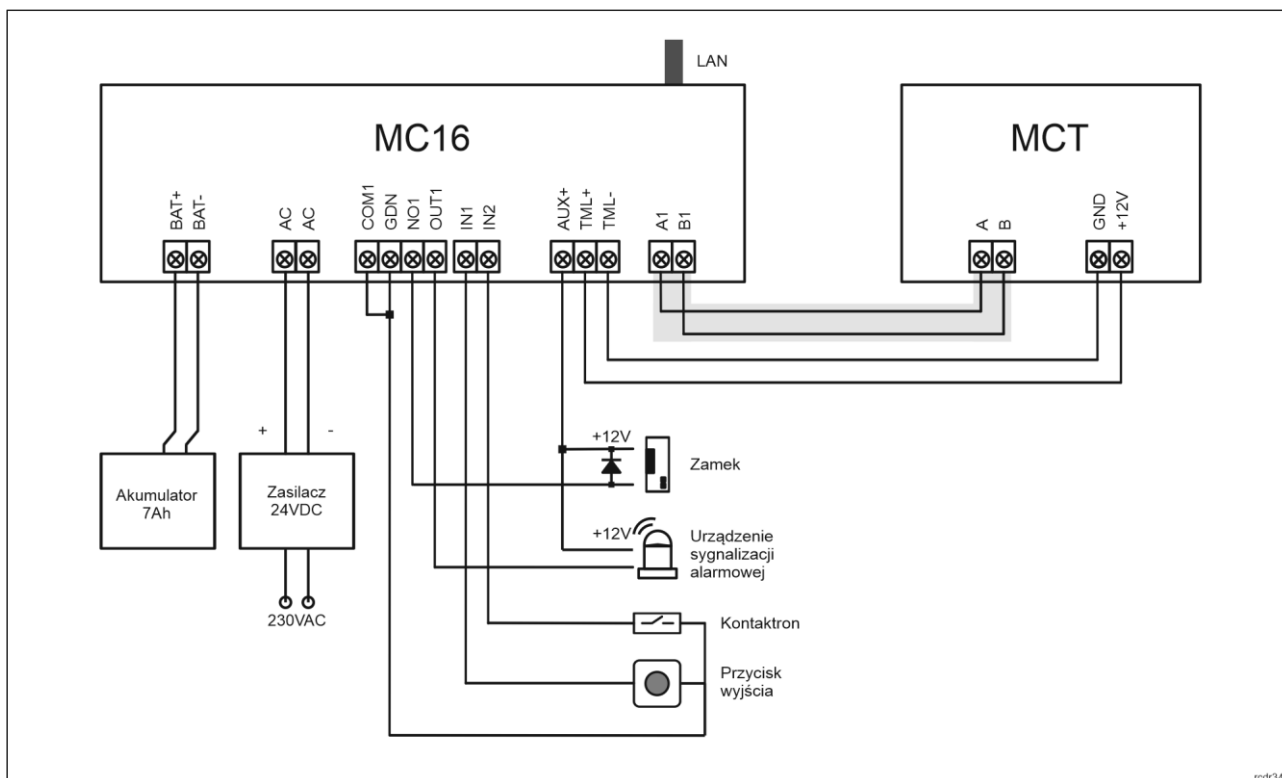 LAN
MC16
MCT
BAT+
BAT-
AC
AC
COM1
GDN
NO1
OUT1
IN1
IN2
AUX+
TML+
TML-
A1
B1
A
B
GND
+12V
+
-
Akumulator
7Ah
Zasilacz
24VDC
230VAC
+12V
Zamek
+12V
Urządzenie
sygnalizacji
alarmowej
Kontaktron
Przycisk
wyjścia